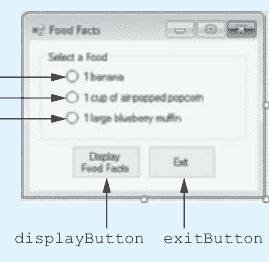 Food Facts
Select a Food
1 banana
1 cup of air-popped popcorn
1 large blueberry muffin
Display
Food Facts
Exit
displayButton exitButton